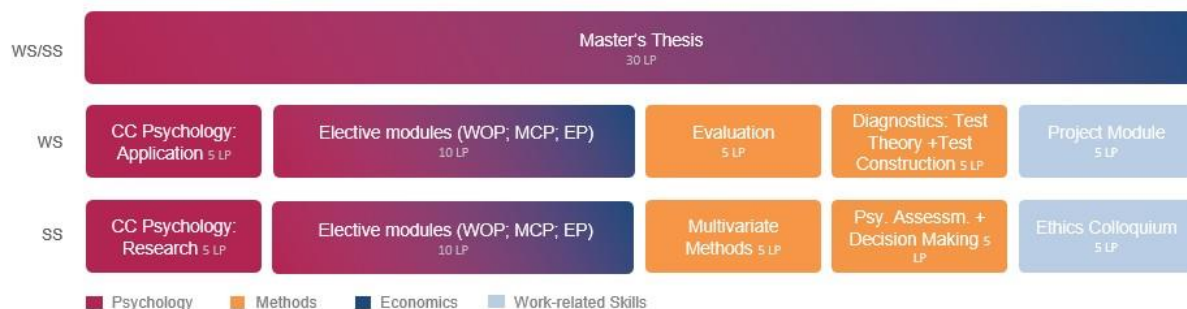 WS/SS
Master's Thesis
30 LP
WS
CC Psychology:
Application 5 LP
Elective modules (WOP; MCP; EP)
10 LP
Evaluation
5 LP
Diagnostics: Test
Theory +Test
Construction 5 LP
Project Module
5 LP
SS
CC Psychology:
Research 5 LP
Elective modules (WOP; MCP; EP)
10 LP
Multivariate
Methods 5 LP
Psy. Assessm. +
Decision Making 5
LP
Ethics Colloquium
5 LP
Psychology
Methods
Economics
Work-related Skills